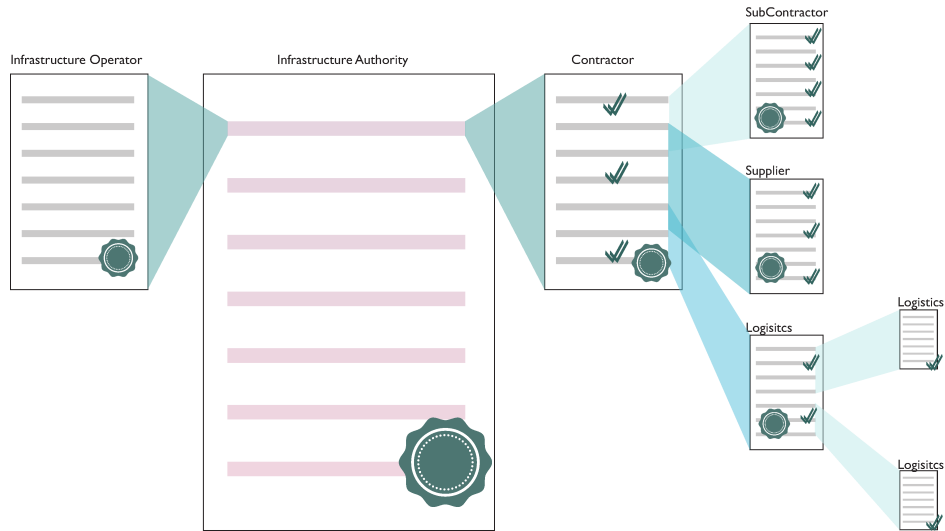 SubContractor
Infrastructure Operator
Infrastructure Authority
Contractor
Supplier
Logistics
Logisitcs
Logisitcs